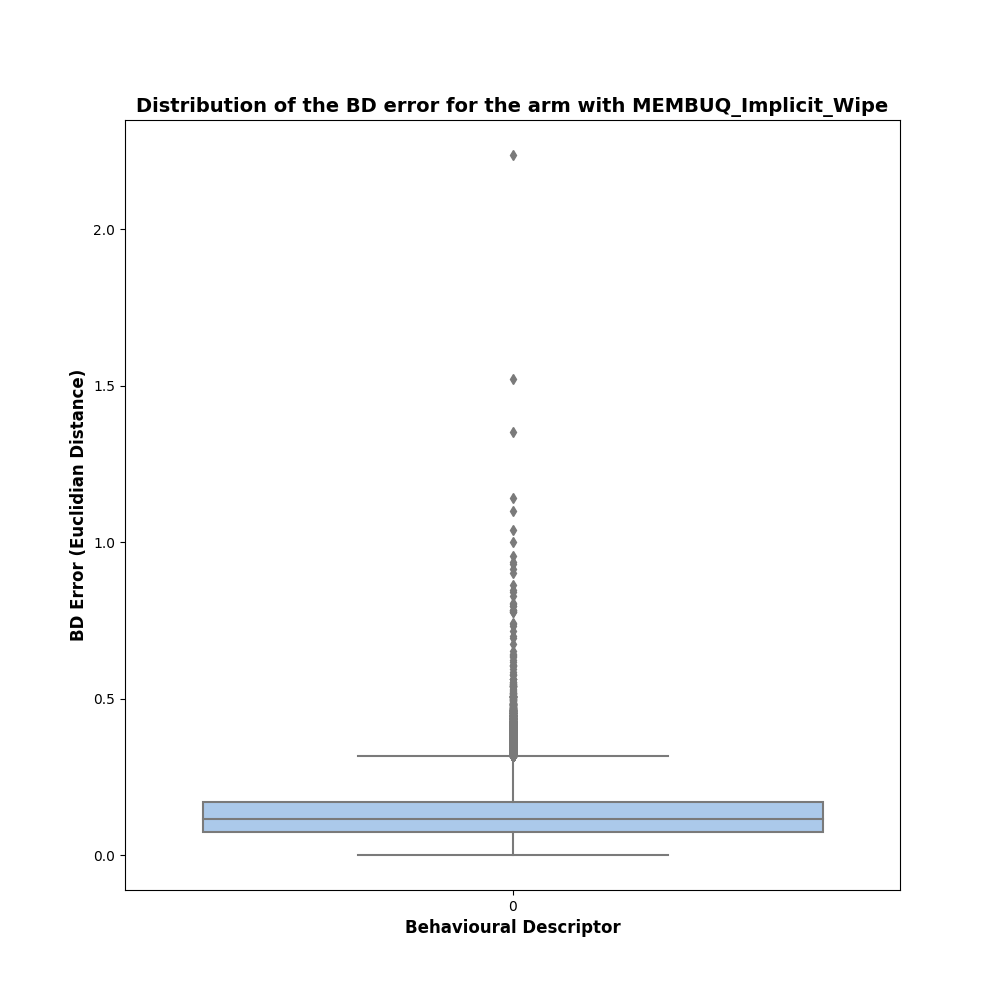 Distribution of the BD error for the arm with MEMBUQ_Implicit_Wipe
2.0
1.5
1.0
0.5
0.0
BD Error (Euclidian Distance)
0
Behavioural Descriptor